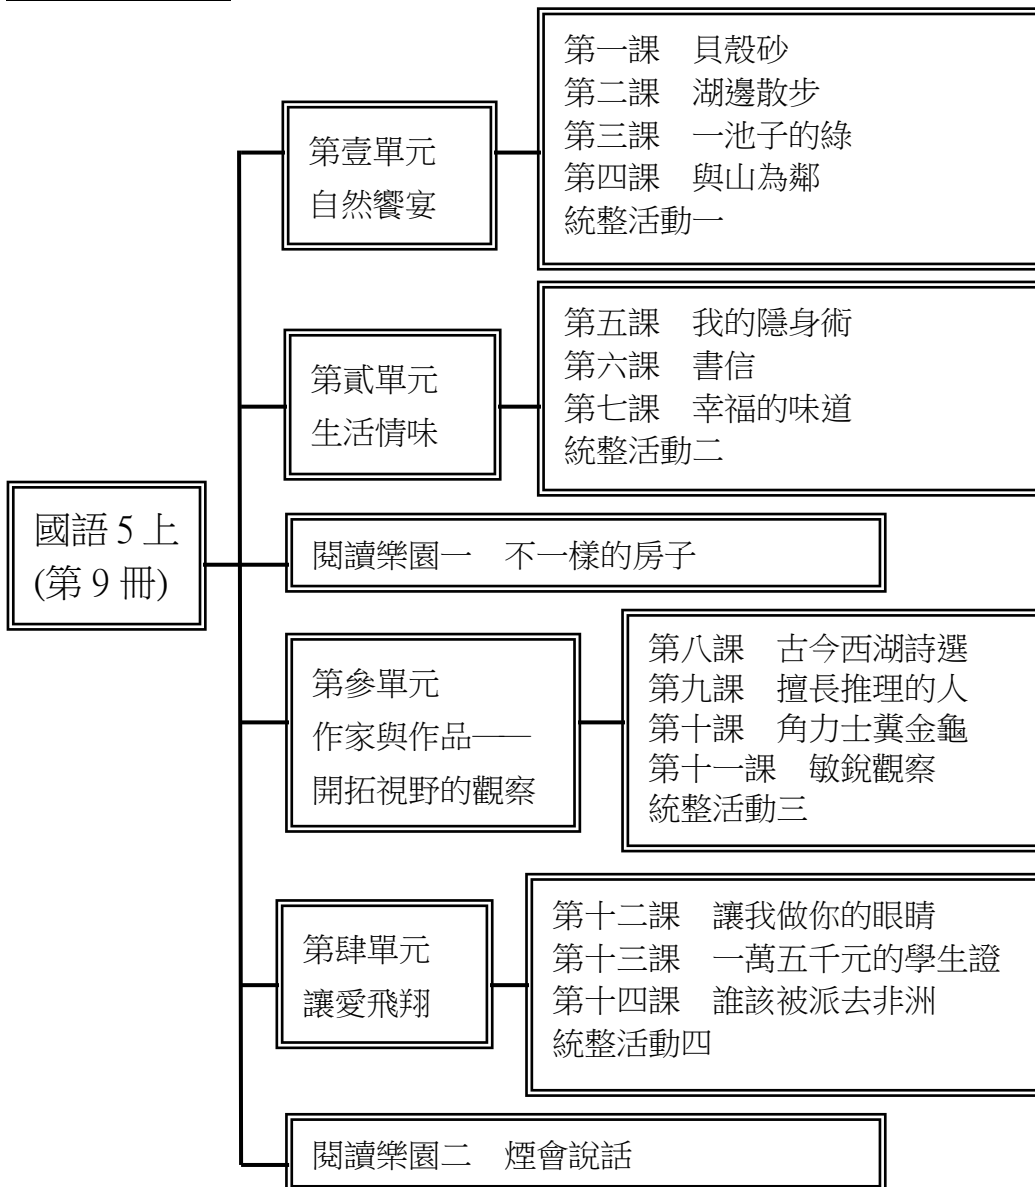 國語5上
(第9冊)
第壹單元
自然饗宴
第一課 貝殼砂
第二課 湖邊散步
第三課 一池子的綠
第四課 與山為鄰
統整活動一
第貳單元
生活情味
第五課 我的隱身術
第六課 書信
第七課 幸福的味道
統整活動二
閱讀樂園一 不一樣的房子
第參單元
作家與作品——
開拓視野的觀察
第八課 古今西湖詩選
第九課 擅長推理的人
第十課 角力士糞金龜
第十一課 敏銳觀察
統整活動三
第肆單元
讓愛飛翔
第十二課 讓我做你的眼睛
第十三課 一萬五千元的學生證
第十四課 誰該被派去非洲
統整活動四
閱讀樂園二 煙會說話